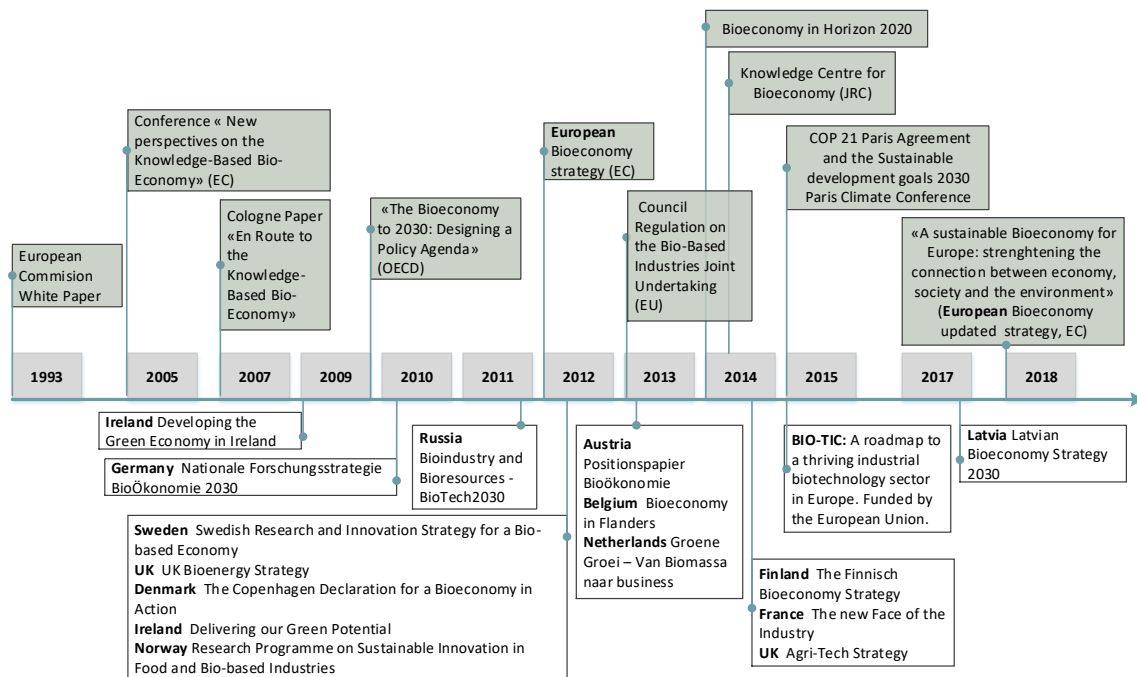 Bioeconomy in Horizon 2020
Knowledge Centre for
Bioeconomy (JRC)
Conference « New
perspectives on the
Knowledge-Based Bio-
Economy» (EC)
European
Bioeconomy
strategy (EC)
COP 21 Paris Agreement
and the Sustainable
development goals 2030
Paris Climate Conference
European
Commision
White Paper
Cologne Paper
«En Route to
the
Knowledge-
Based Bio-
Economy»
«The Bioeconomy
to 2030: Designing a
Policy Agenda»
(OECD)
Council
Regulation on
the Bio-Based
Industries Joint
Undertaking
(EU)
«A sustainable Bioeconomy for
Europe: strenghtening the
connection between economy,
society and the environment»
(European Bioeconomy
updated strategy, EC)
1993
2005
2007
2009
2010
2011
2012
2013
2014
2015
2017
2018
Ireland Developing the
Green Economy in Ireland
Germany Nationale Forschungsstrategie
BioÖkonomie 2030
Russia
Bioindustry and
Bioresources -
BioTech2030
Sweden Swedish Research and Innovation Strategy for a Bio-
based Economy
UK UK Bioenergy Strategy
Denmark The Copenhagen Declaration for a Bioeconomy in
Action
Ireland Delivering our Green Potential
Norway Research Programme on Sustainable Innovation in
Food and Bio-based Industries
Austria
Positionspapier
Bioökonomie
Belgium Bioeconomy
in Flanders
Netherlands Groene
Groei – Van Biomassa
naar business
Finland The Finnisch
Bioeconomy Strategy
France The new Face of the
Industry
UK Agri-Tech Strategy
BIO-TIC: A roadmap to
a thriving industrial
biotechnology sector
in Europe. Funded by
the European Union.
Latvia Latvian
Bioeconomy Strategy
2030